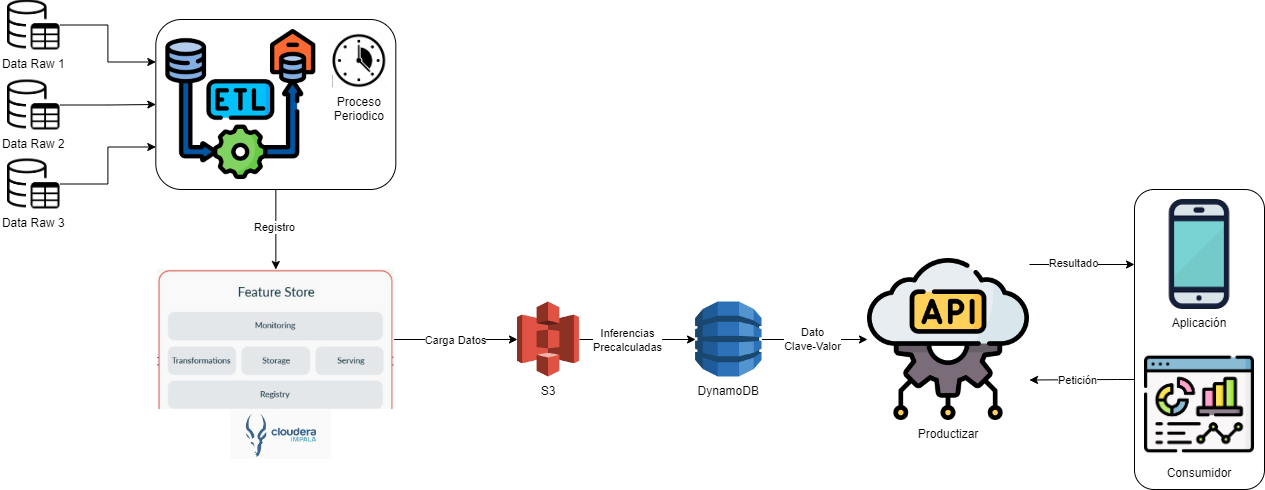 Data Raw 1
Data Raw 2
Data Raw 3
ETL
Proceso
Periodico
Registro
Feature Store
Monitoring
Transformations
Storage
Serving
Registry
cloudera
IMPALA
Carga Datos
S3
Inferencias
Precalculadas
DynamoDB
Dato
Clave-Valor
API
Productizar
Resultado
Petición
Aplicación
Consumidor